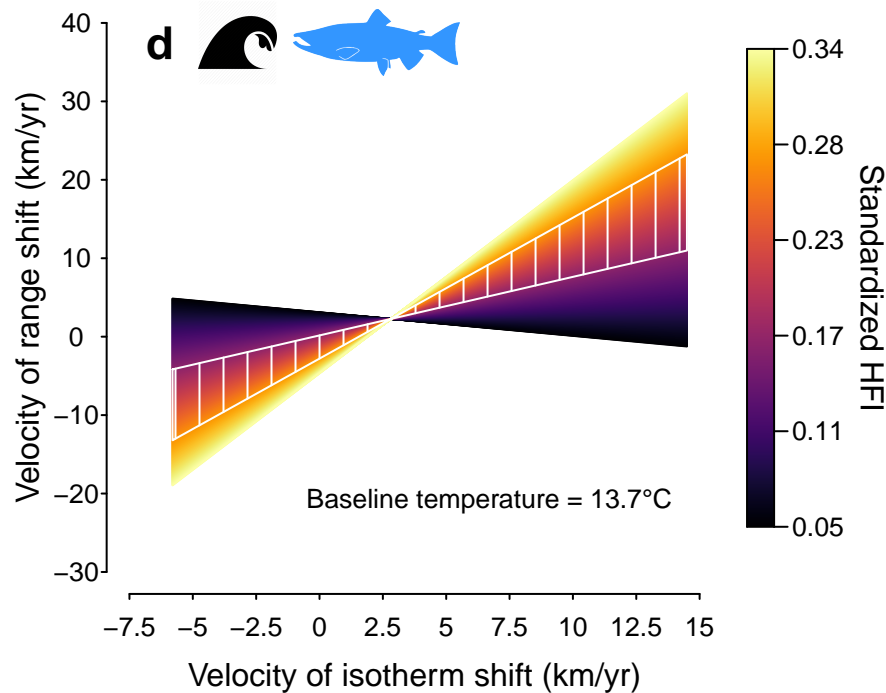 d
40
30
20
10
0
−10
−20
−30
Velocity of range shift (km/yr)
Baseline temperature = 13.7°C
−7.5 −5 −2.5 0 2.5 5 7.5 10 12.5 15
Velocity of isotherm shift (km/yr)
0.34
0.28
0.23
0.17
0.11
0.05
Standardized HFI